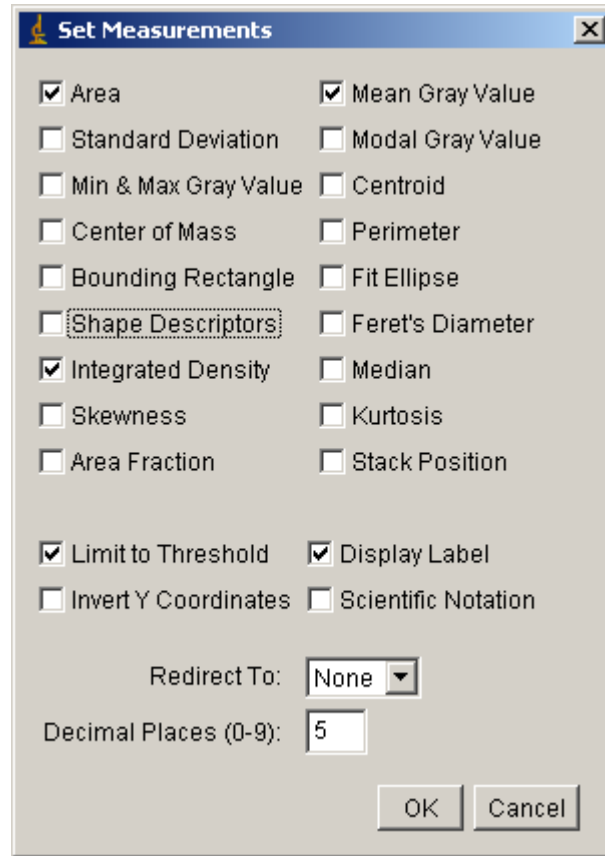 Set Measurements
Area Mean Gray Value
Standard Deviation Modal Gray Value
Min & Max Gray Value Centroid
Center of Mass Perimeter
Bounding Rectangle Fit Ellipse
Shape Descriptors Feret's Diameter
Integrated Density Median
Skewness Kurtosis
Area Fraction Stack Position
Limit to Threshold Display Label
Invert Y Coordinates Scientific Notation
Redirect To: None
Decimal Places (0-9): 5
OK Cancel